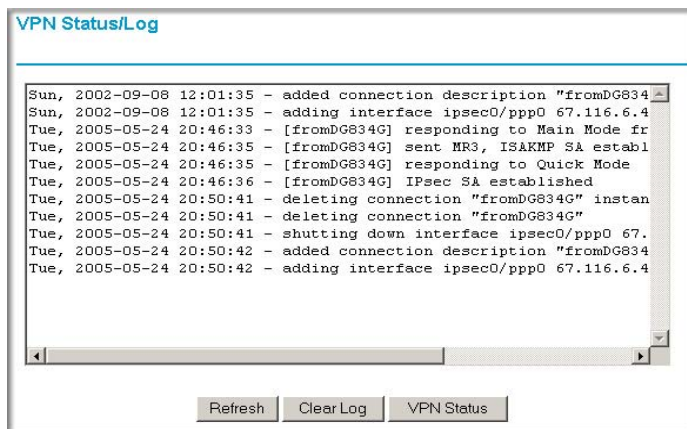 VPN Status/Log
Sun, 2002-09-08 12:01:35 - added connection description "fromDG834
Sun, 2002-09-08 12:01:35 - adding interface ipsec0/ppp0 67.116.6.4
Tue, 2005-05-24 20:46:33 - [fromDG834G] responding to Main Mode fr
Tue, 2005-05-24 20:46:35 - [fromDG834G] sent MR3, ISAKMP SA establ
Tue, 2005-05-24 20:46:35 - [fromDG834G] responding to Quick Mode
Tue, 2005-05-24 20:46:36 - [fromDG834G] IPsec SA established
Tue, 2005-05-24 20:50:41 - deleting connection "fromDG834G" instan
Tue, 2005-05-24 20:50:41 - deleting connection "fromDG834G"
Tue, 2005-05-24 20:50:41 - shutting down interface ipsec0/ppp0 67.
Tue, 2005-05-24 20:50:42 - added connection description "fromDG834
Tue, 2005-05-24 20:50:42 - adding interface ipsec0/ppp0 67.116.6.4
Refresh Clear Log VPN Status